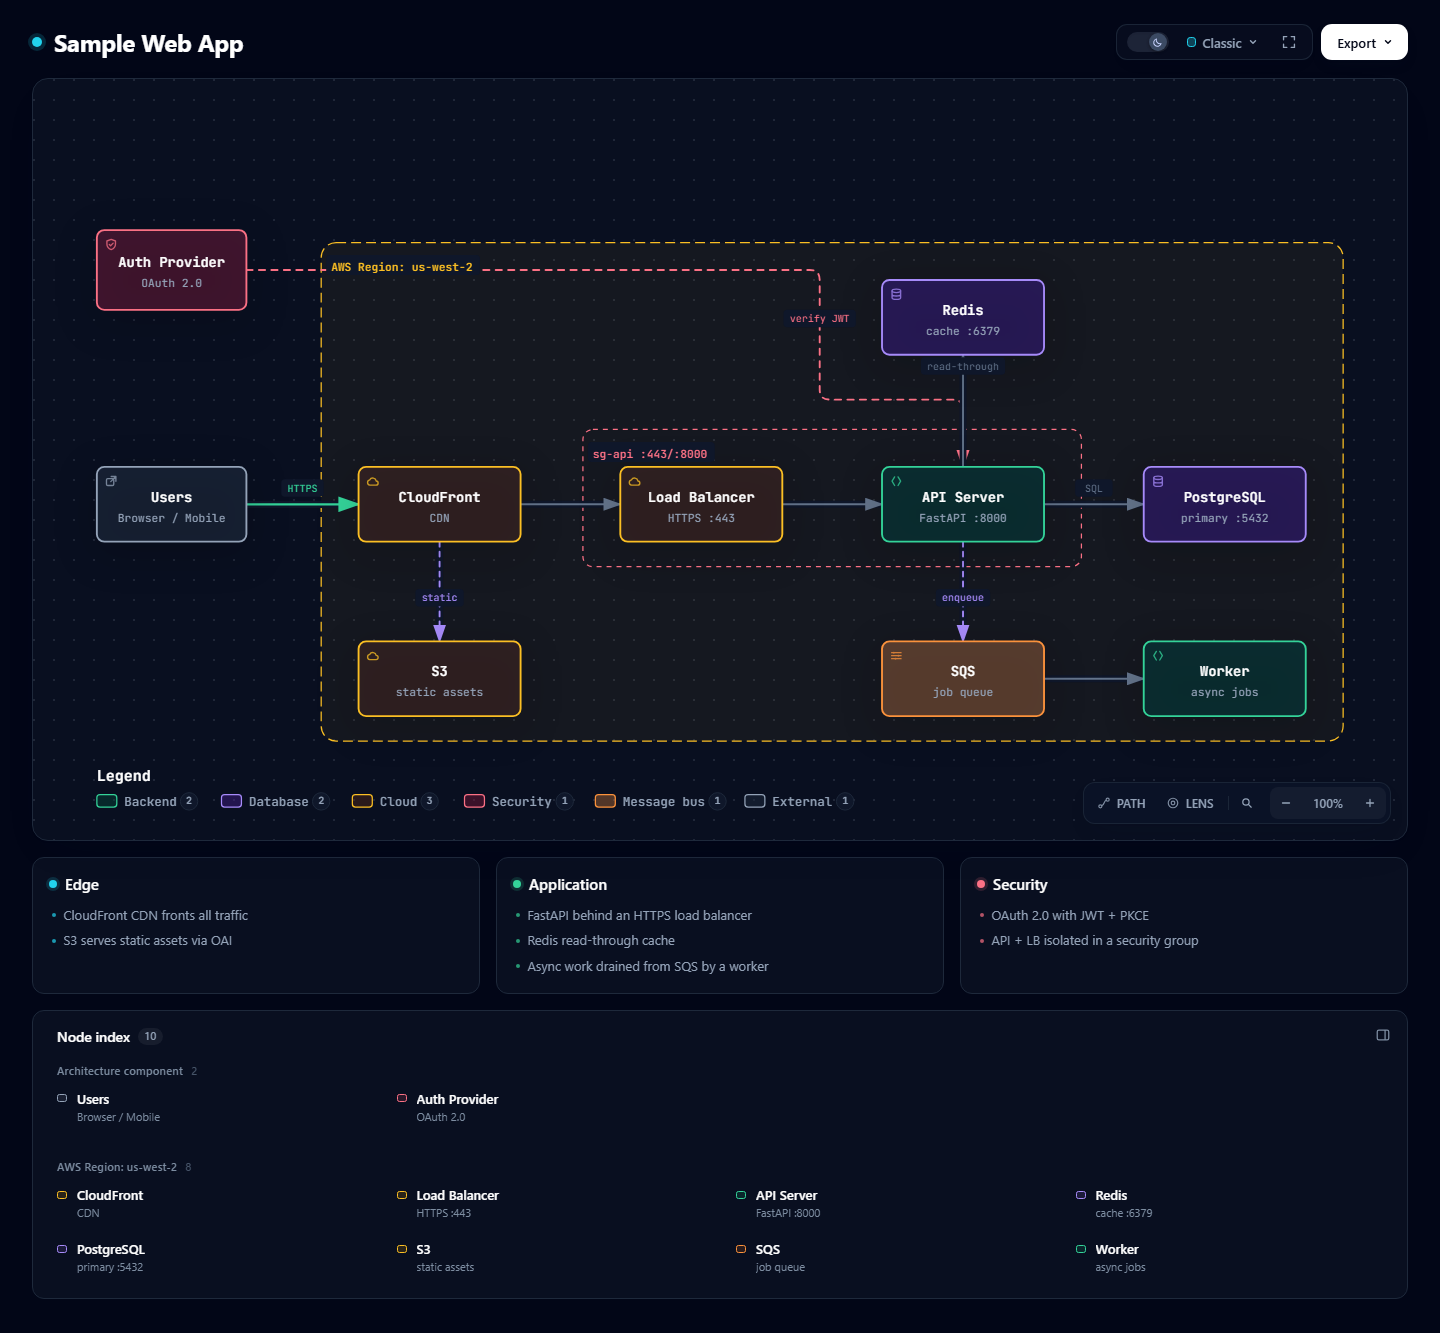 Sample Web App
Classic
Export
Auth Provider
OAuth 2.0
AWS Region: us-west-2
verify JWT
Redis
cache :6379
read-through
sg-api :443/:8000
Users
Browser / Mobile
HTTPS
CloudFront
CDN
Load Balancer
HTTPS :443
API Server
FastAPI :8000
SQL
PostgreSQL
primary :5432
static
enqueue
S3
static assets
SQS
job queue
Worker
async jobs
Legend
Backend 2
Database 2
Cloud 3
Security 1
Message bus 1
External 1
PATH
LENS
− 100% +
Edge
CloudFront CDN fronts all traffic
S3 serves static assets via OAI
Application
FastAPI behind an HTTPS load balancer
Redis read-through cache
Async work drained from SQS by a worker
Security
OAuth 2.0 with JWT + PKCE
API + LB isolated in a security group
Node index 10
Architecture component 2
Users
Browser / Mobile
Auth Provider
OAuth 2.0
AWS Region: us-west-2 8
CloudFront
CDN
Load Balancer
HTTPS :443
API Server
FastAPI :8000
Redis
cache :6379
PostgreSQL
primary :5432
S3
static assets
SQS
job queue
Worker
async jobs